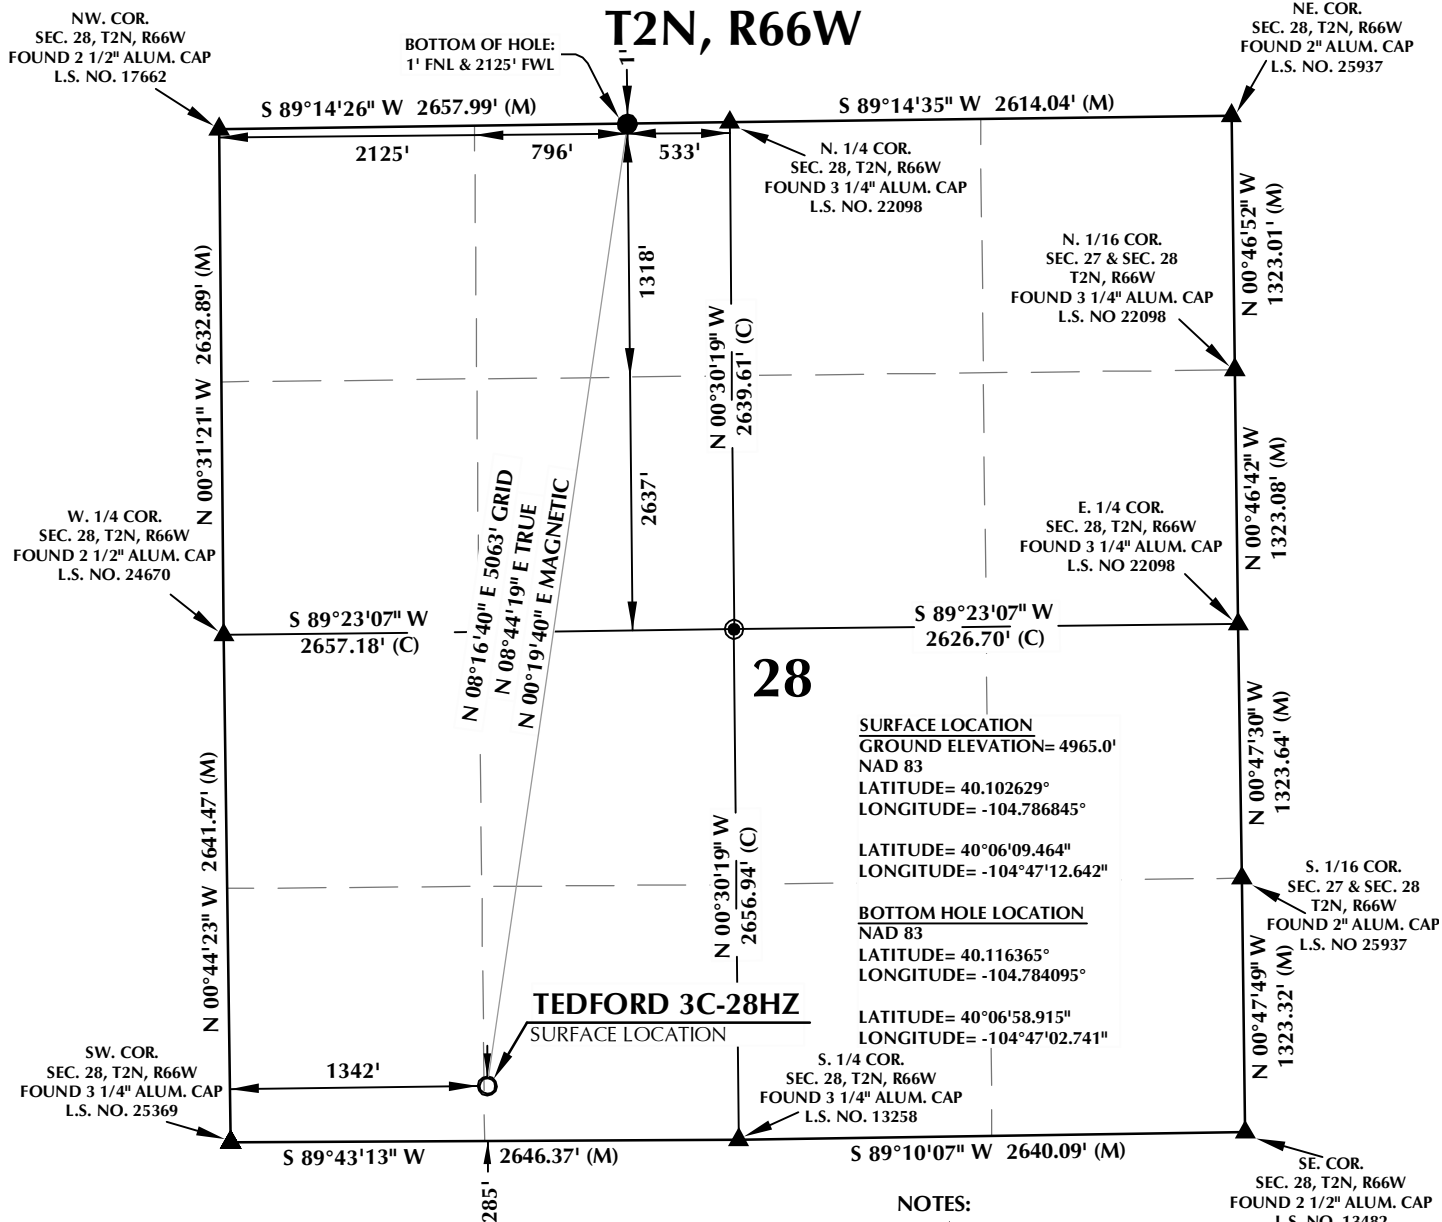 T2N, R66W
NW. COR.
SEC. 28, T2N, R66W
FOUND 2 1/2" ALUM. CAP
L.S. NO. 17662
BOTTOM OF HOLE:
1' FNL & 2125' FWL
1'
NE. COR.
SEC. 28, T2N, R66W
FOUND 2" ALUM. CAP
L.S. NO. 25937
S 89°14'26" W 2657.99' (M)
S 89°14'35" W 2614.04' (M)
2125'
796'
533'
N. 1/4 COR.
SEC. 28, T2N, R66W
FOUND 3 1/4" ALUM. CAP
L.S. NO. 22098
N 00°46'52" W
1323.01' (M)
N. 1/16 COR.
SEC. 27 & SEC. 28
T2N, R66W
FOUND 3 1/4" ALUM. CAP
L.S. NO 22098
1318'
N 00°31'21" W 2632.89' (M)
N 00°30'19" W
2639.61' (C)
2637'
N 00°46'42" W
1323.08' (M)
N 08°16'40" E 5063' GRID
N 08°44'19" E TRUE
N 00°19'40" E MAGNETIC
W. 1/4 COR.
SEC. 28, T2N, R66W
FOUND 2 1/2" ALUM. CAP
L.S. NO. 24670
E. 1/4 COR.
SEC. 28, T2N, R66W
FOUND 3 1/4" ALUM. CAP
L.S. NO 22098
S 89°23'07" W
2657.18' (C)
S 89°23'07" W
2626.70' (C)
28
SURFACE LOCATION
GROUND ELEVATION= 4965.0'
NAD 83
LATITUDE= 40.102629°
LONGITUDE= -104.786845°
LATITUDE= 40°06'09.464"
LONGITUDE= -104°47'12.642"
BOTTOM HOLE LOCATION
NAD 83
LATITUDE= 40.116365°
LONGITUDE= -104.784095°
LATITUDE= 40°06'58.915"
LONGITUDE= -104°47'02.741"
N 00°47'30" W
1323.64' (M)
N 00°44'23" W 2641.47' (M)
N 00°30'19" W
2656.94' (C)
S. 1/16 COR.
SEC. 27 & SEC. 28
T2N, R66W
FOUND 2" ALUM. CAP
L.S. NO 25937
N 00°47'49" W
1323.32' (M)
TEDFORD 3C-28HZ
SURFACE LOCATION
SW. COR.
SEC. 28, T2N, R66W
FOUND 3 1/4" ALUM. CAP
L.S. NO. 25369
1342'
S. 1/4 COR.
SEC. 28, T2N, R66W
FOUND 3 1/4" ALUM. CAP
L.S. NO. 13258
S 89°43'13" W 2646.37' (M)
S 89°10'07" W 2640.09' (M)
285'
SE. COR.
SEC. 28, T2N, R66W
FOUND 2 1/2" ALUM. CAP
L.S. NO. 13482
NOTES: